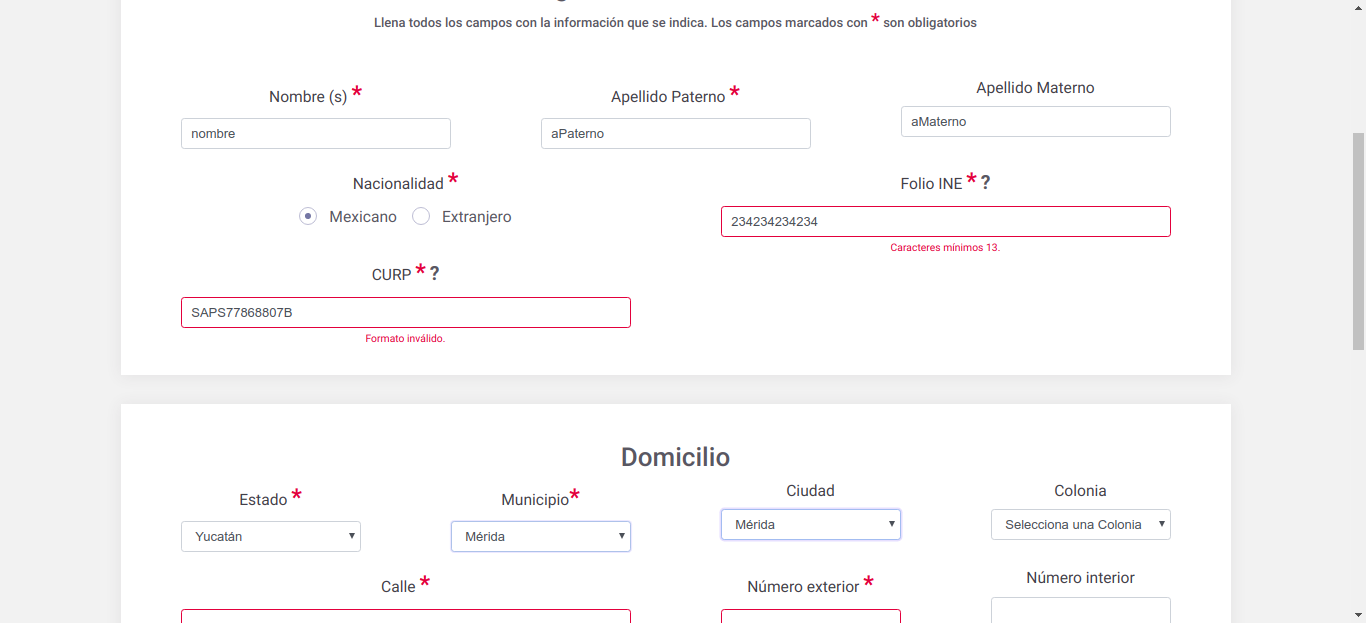 Llena todos los campos con la información que se indica. Los campos marcados con * son obligatorios
Nombre (s) * Apellido Paterno * Apellido Materno
nombre aPaterno aMaterno
Nacionalidad * Folio INE * ?
Mexicano Extranjero 234234234234
Caracteres mínimos 13.
CURP * ?
SAPS77868807B
Formato inválido.
Domicilio
Estado * Municipio* Ciudad Colonia
Yucatán Mérida Mérida Selecciona una Colonia
Calle * Número exterior * Número interior